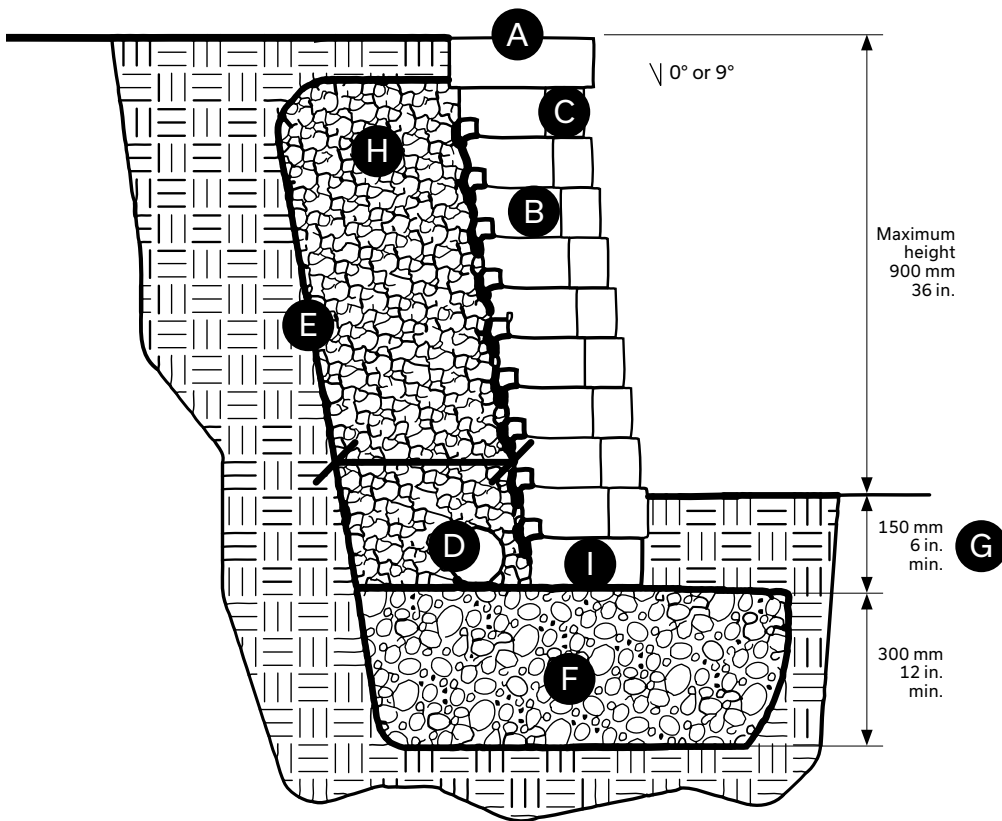 A
0° or 9°
C
H
B
Maximum
height
900 mm
36 in.
E
150 mm
6 in.
min.
G
D
I
300 mm
12 in.
min.
F